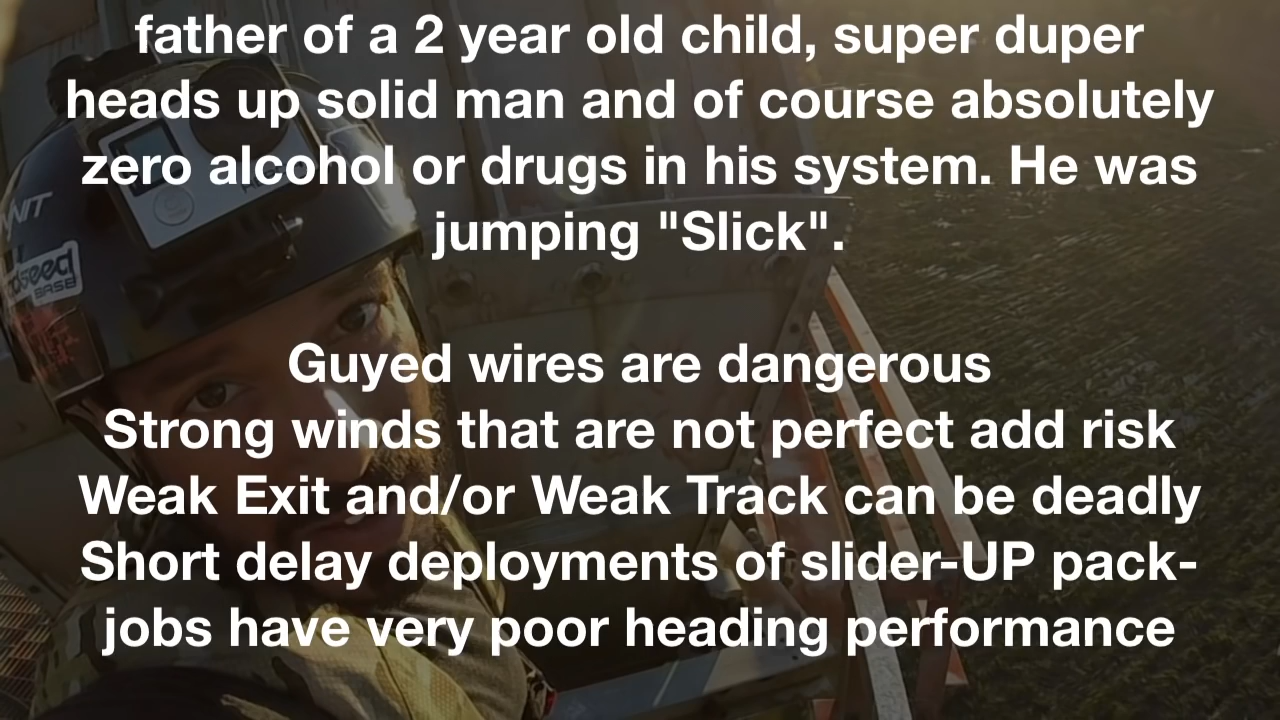 father of a 2 year old child, super duper
heads up solid man and of course absolutely
zero alcohol or drugs in his system. He was
jumping "Slick".
Guyed wires are dangerous
Strong winds that are not perfect add risk
Weak Exit and/or Weak Track can be deadly
Short delay deployments of slider-UP pack-
jobs have very poor heading performance
BASE